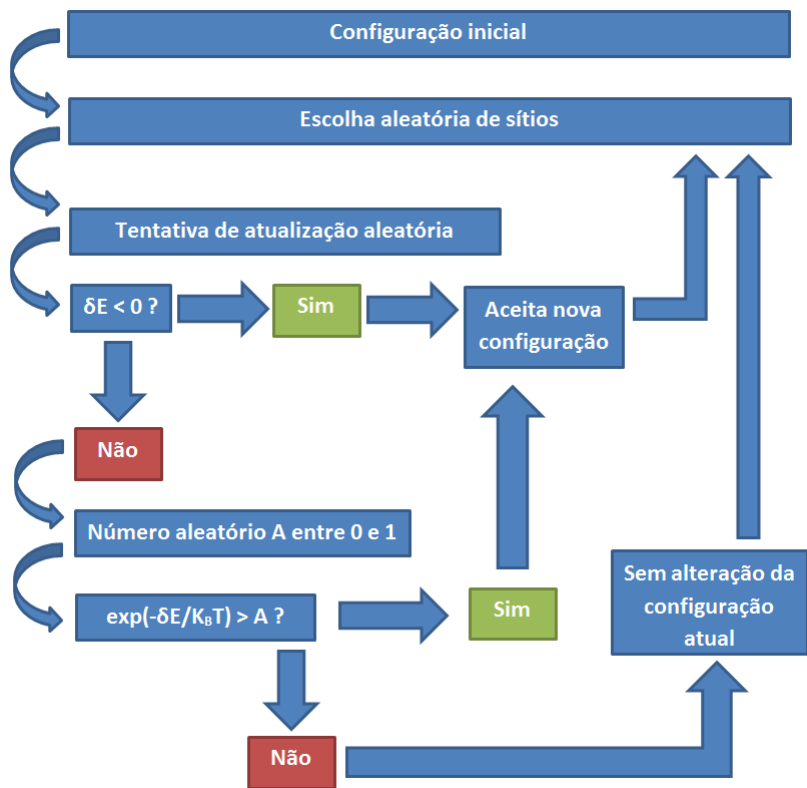 Configuração inicial
Escolha aleatória de sítios
Tentativa de atualização aleatória
δE < 0 ?
Sim
Aceita nova
configuração
Não
Número aleatório A entre 0 e 1
exp(-δE/KBT) > A ?
Sim
Sem alteração da
configuração
atual
Não